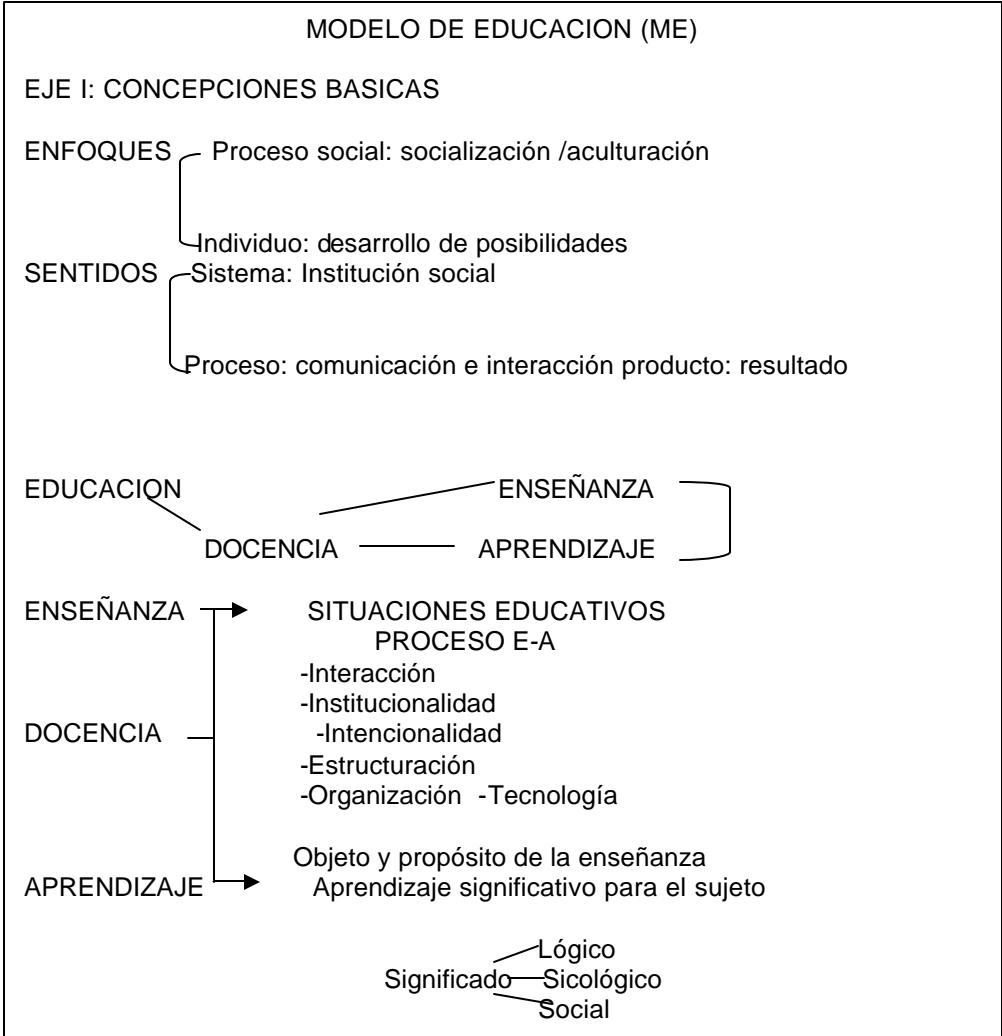 MODELO DE EDUCACION (ME)
EJE I: CONCEPCIONES BASICAS
ENFOQUES Proceso social: socialización /aculturación
Individuo: desarrollo de posibilidades
SENTIDOS Sistema: Institución social
Proceso: comunicación e interacción producto: resultado
EDUCACION ENSEÑANZA
DOCENCIA APRENDIZAJE
ENSEÑANZA SITUACIONES EDUCATIVOS
PROCESO E-A
-Interacción
-Institucionalidad
DOCENCIA -Intencionalidad
-Estructuración
-Organización -Tecnología
Objeto y propósito de la enseñanza
APRENDIZAJE Aprendizaje significativo para el sujeto
Lógico
Significado Sicológico
Social